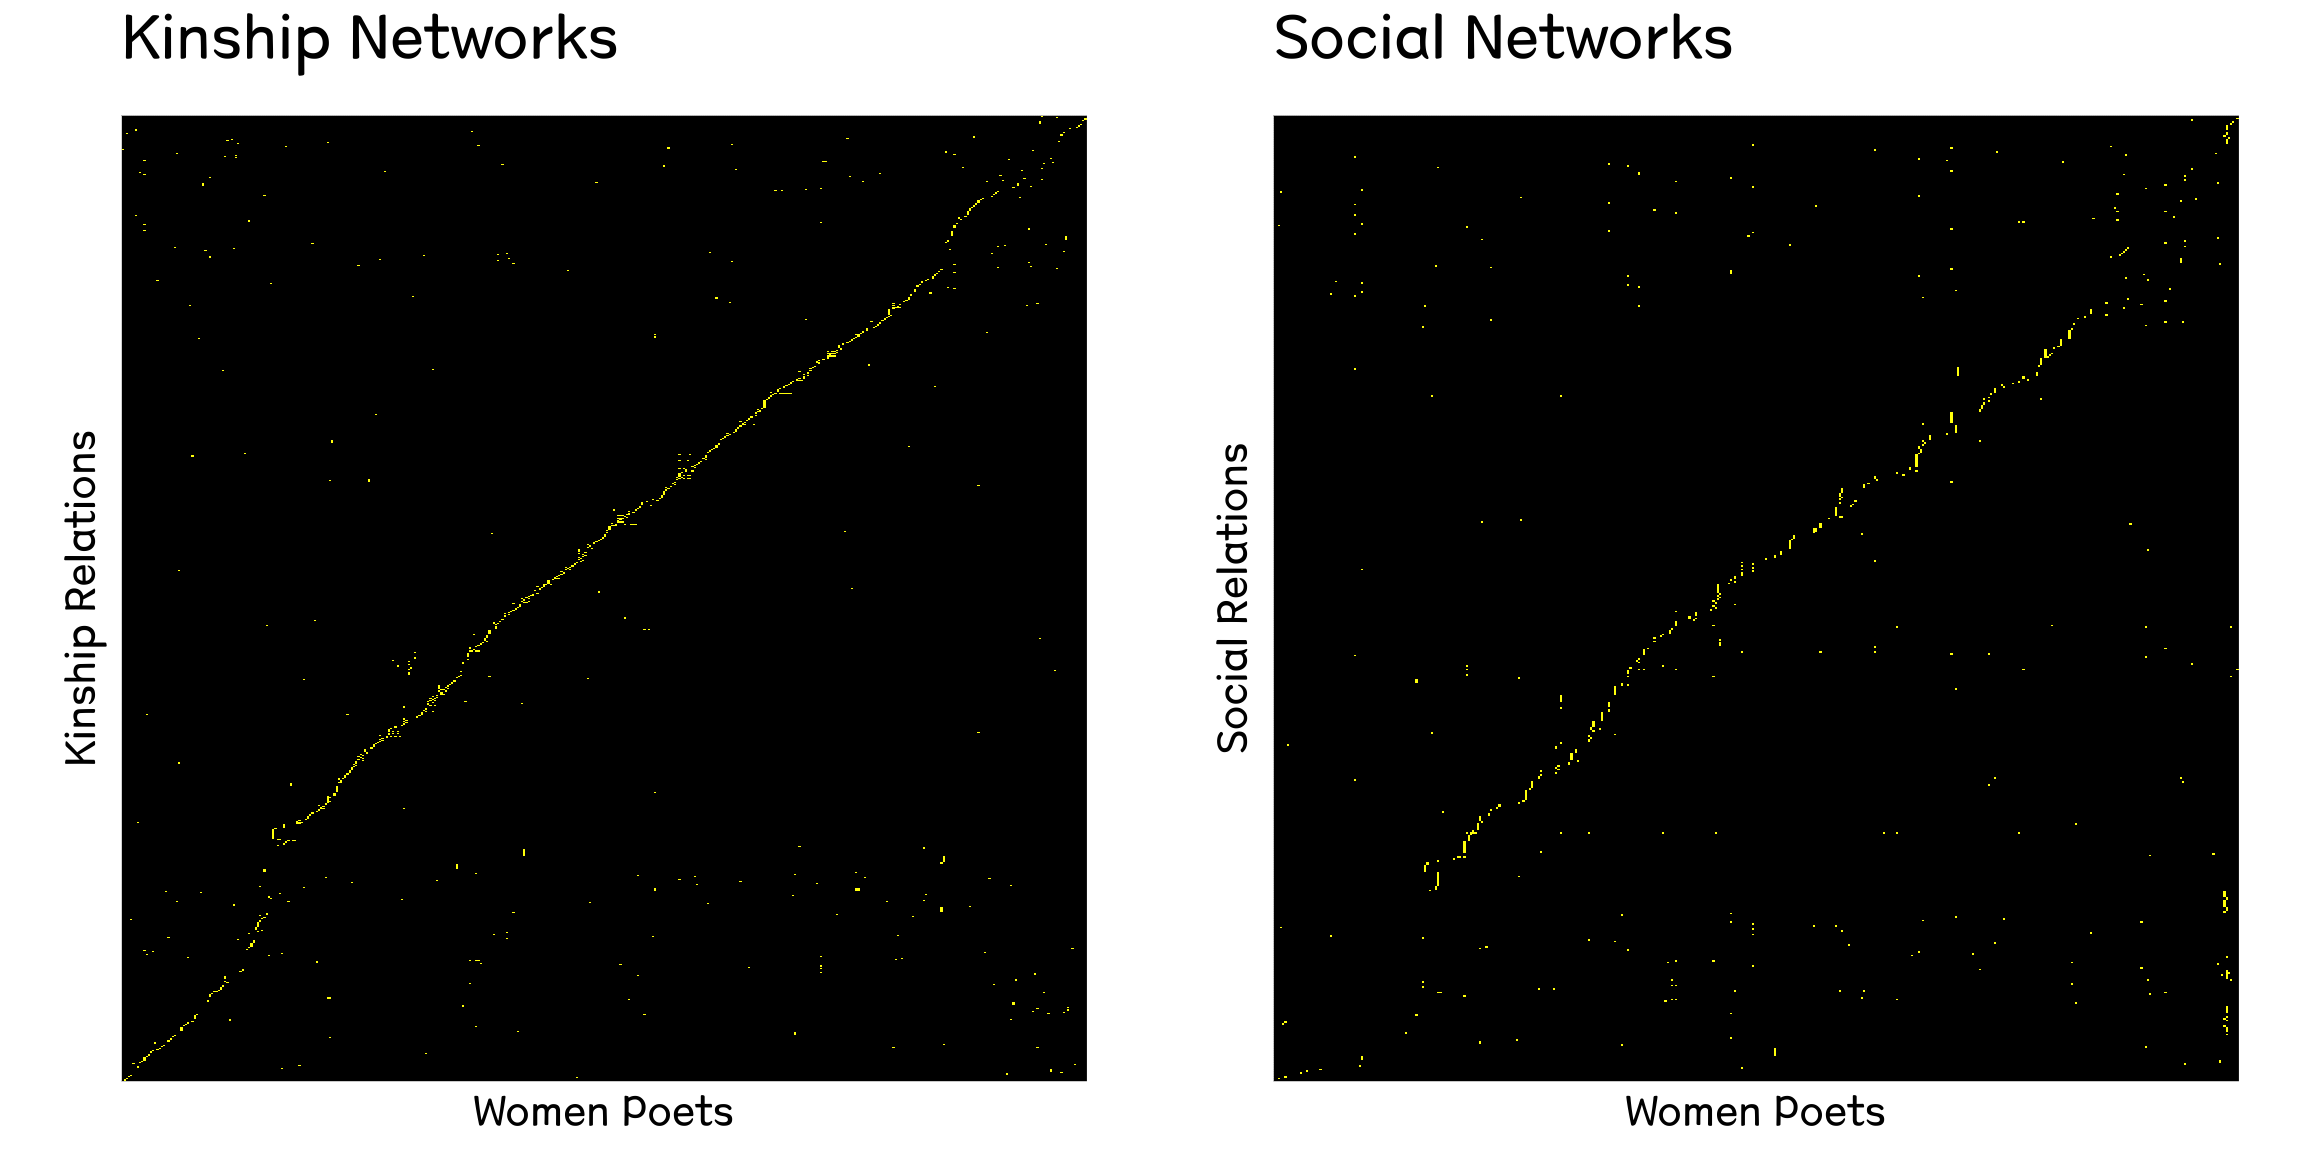 Kinship Networks
Kinship Relations
Women Poets
Social Networks
Social Relations
Women Poets